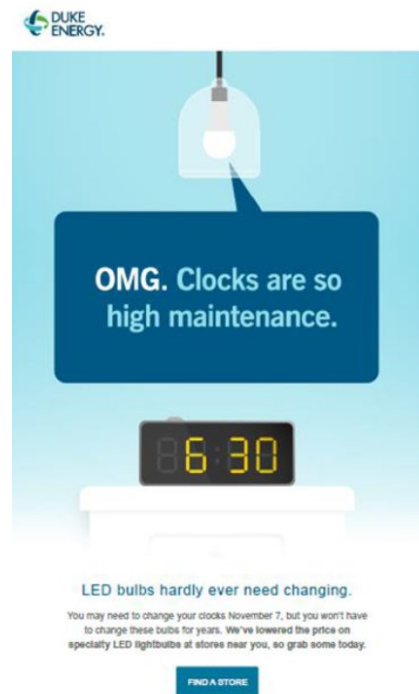 DUKE
ENERGY.
OMG. Clocks are so
high maintenance.
6 30
LED bulbs hardly ever need changing.
You may need to change your clocks November 7, but you won't have
to change these bulbs for years. We've lowered the price on
specialty LED lightbulbs at stores near you, so grab some today.
FIND A STORE